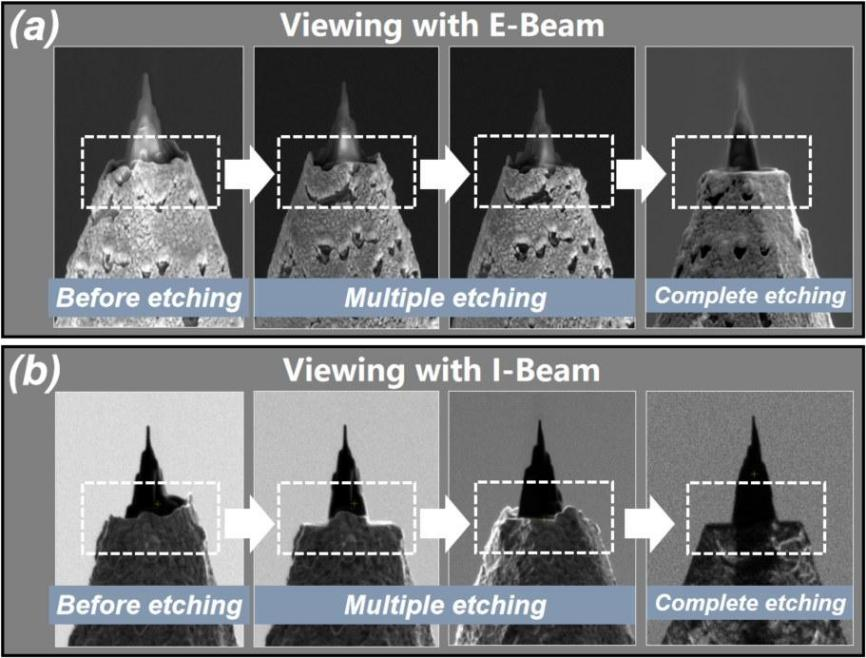 (a)
Viewing with E-Beam
Before etching
Multiple etching
Complete etching
(b)
Viewing with I-Beam
Before etching
Multiple etching
Complete etching